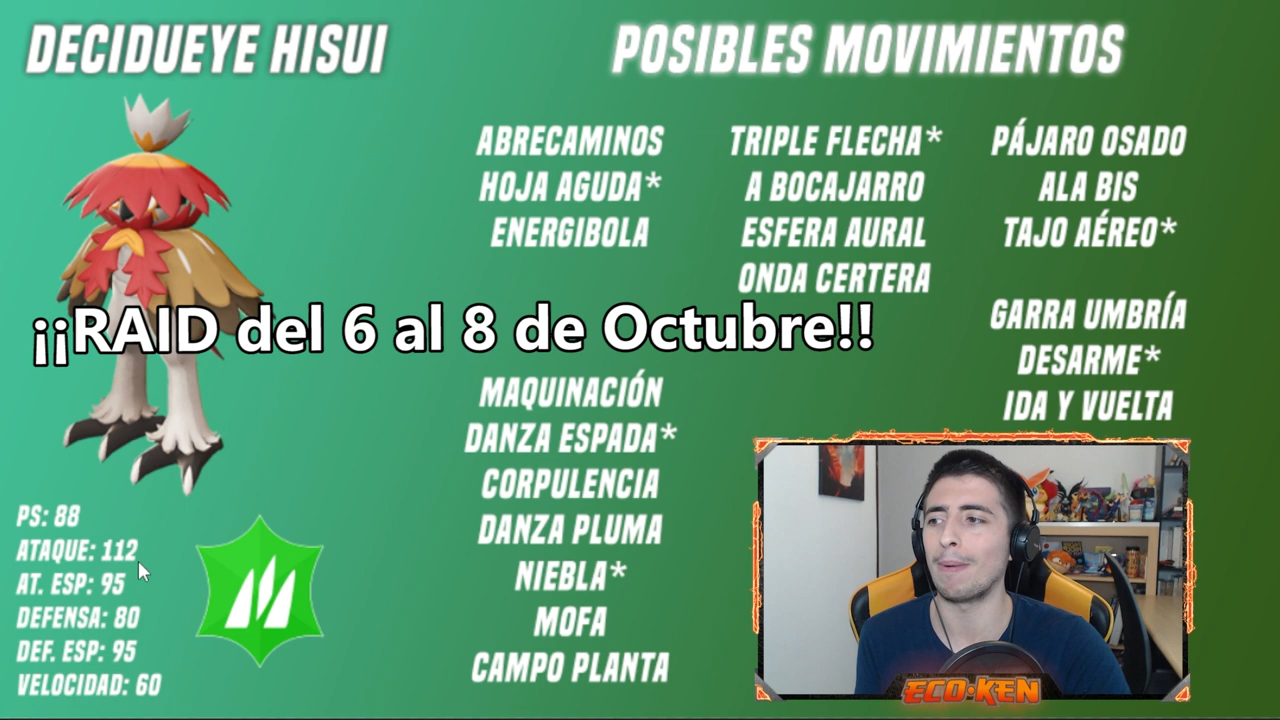 DECIDUEYE HISUI
POSIBLES MOVIMIENTOS
ABRECAMINOS
HOJA AGUDA*
ENERGIBOLA
TRIPLE FLECHA*
A BOCAJARRO
ESFERA AURAL
ONDA CERTERA
PÁJARO OSADO
ALA BIS
TAJO AÉREO*
GARRA UMBRÍA
DESARME*
IDA Y VUELTA
¡¡RAID del 6 al 8 de Octubre!!
MAQUINACIÓN
DANZA ESPADA*
CORPULENCIA
DANZA PLUMA
NIEBLA*
MOFA
CAMPO PLANTA
PS: 88
ATAQUE: 112
AT. ESP: 95
DEFENSA: 80
DEF. ESP: 95
VELOCIDAD: 60
ECO·KEN